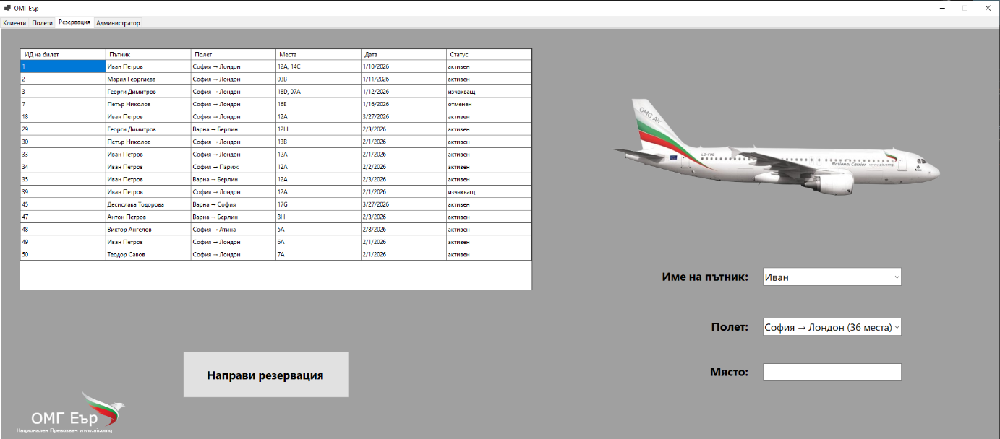 ОМГ Еър
Клиенти Полети Резервация Администратор
ИД на билет Пътник Полет Места Дата Статус
1 Иван Петров София → Лондон 12A, 14C 1/10/2026 активен
2 Мария Георгиева София → Лондон 03B 1/11/2026 активен
3 Георги Димитров София → Лондон 18D, 07A 1/12/2026 изчакващ
7 Петър Николов София → Лондон 16E 1/16/2026 отменен
18 Иван Петров София → Лондон 12A 3/27/2026 активен
29 Георги Димитров Варна → Берлин 12H 2/3/2026 активен
30 Петър Николов София → Лондон 13B 2/1/2026 активен
33 Иван Петров София → Лондон 12A 2/1/2026 активен
34 Иван Петров София → Париж 12A 2/2/2026 активен
35 Иван Петров Варна → Берлин 12A 2/3/2026 активен
39 Иван Петров София → Лондон 12A 2/1/2026 изчакващ
45 Десислава Тодорова Варна → София 17G 3/27/2026 активен
47 Антон Петров Варна → Берлин 8H 2/3/2026 активен
48 Виктор Ангелов София → Атина 5A 2/8/2026 активен
49 Иван Петров София → Лондон 6A 2/1/2026 активен
50 Теодор Савов София → Лондон 7A 2/1/2026 активен
OMG Air
National Carrier www.aicomg
Име на пътник: Иван
Полет: София → Лондон (36 места)
Място:
Направи резервация
ОМГ Еър
Национален Превозвач www.aicomg